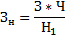 Зн = 3 * Ч / Н1